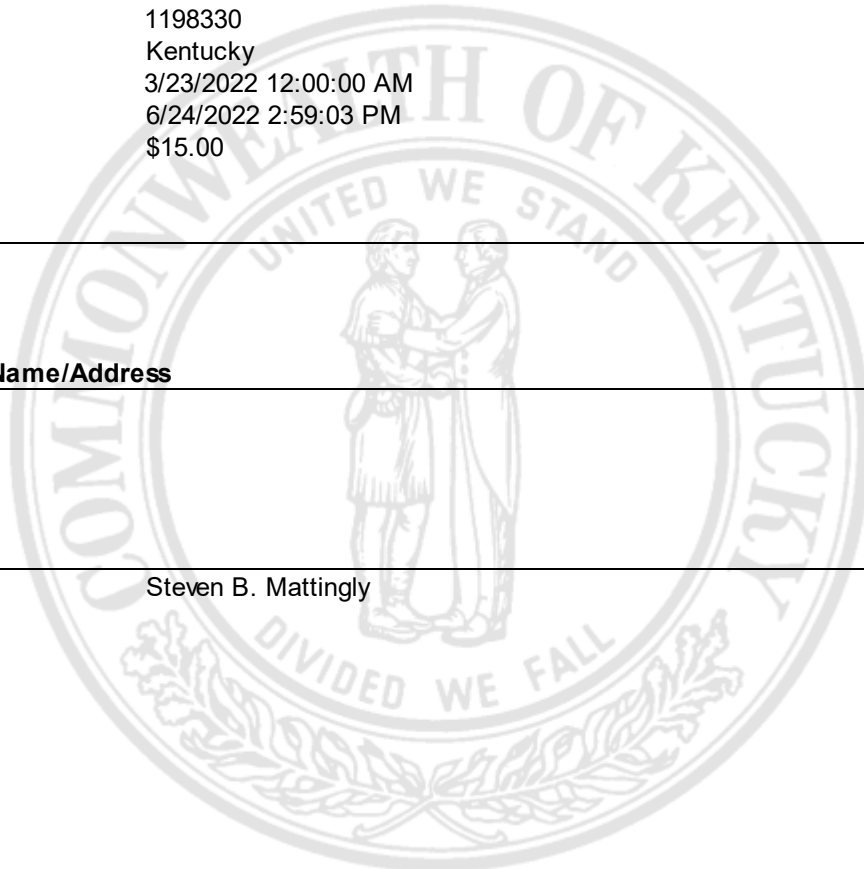 1198330
Kentucky
3/23/2022 12:00:00 AM
6/24/2022 2:59:03 PM
$15.00
COMMONWEALTH OF KENTUCKY
UNITED WE STAND
Name/Address
Steven B. Mattingly
DIVIDED WE FALL